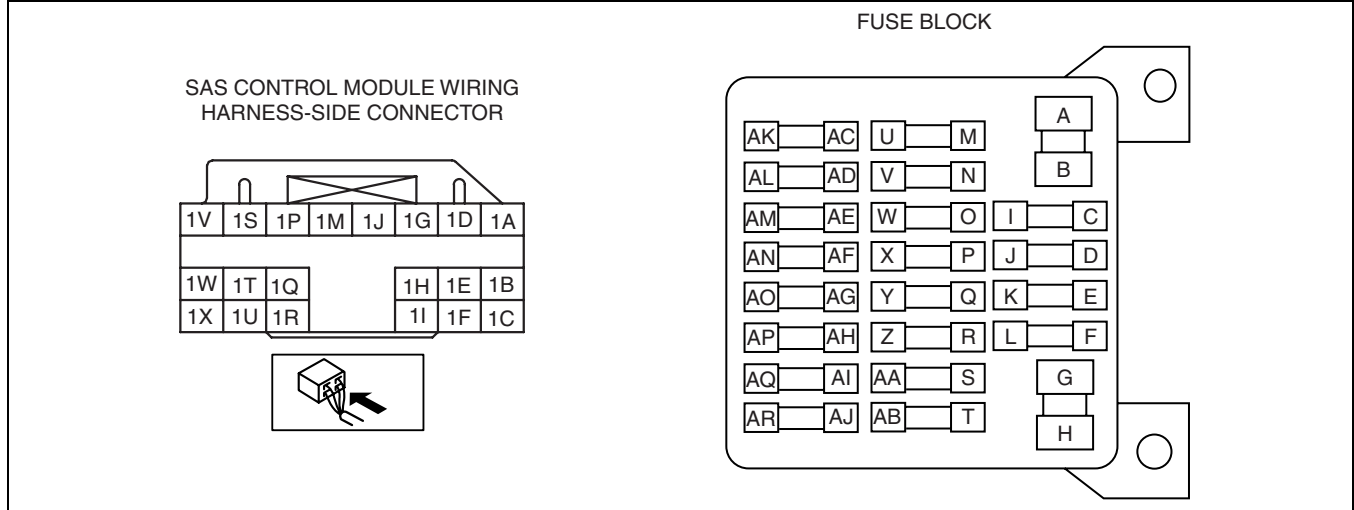 FUSE BLOCK
SAS CONTROL MODULE WIRING
HARNESS-SIDE CONNECTOR
1V 1S 1P 1M 1J 1G 1D 1A
1W 1T 1Q 1H 1E 1B
1X 1U 1R 1I 1F 1C
AK AC U M A
AL AD V N B
AM AE W O I C
AN AF X P J D
AO AG Y Q K E
AP AH Z R L F
AQ AI AA S G
AR AJ AB T H